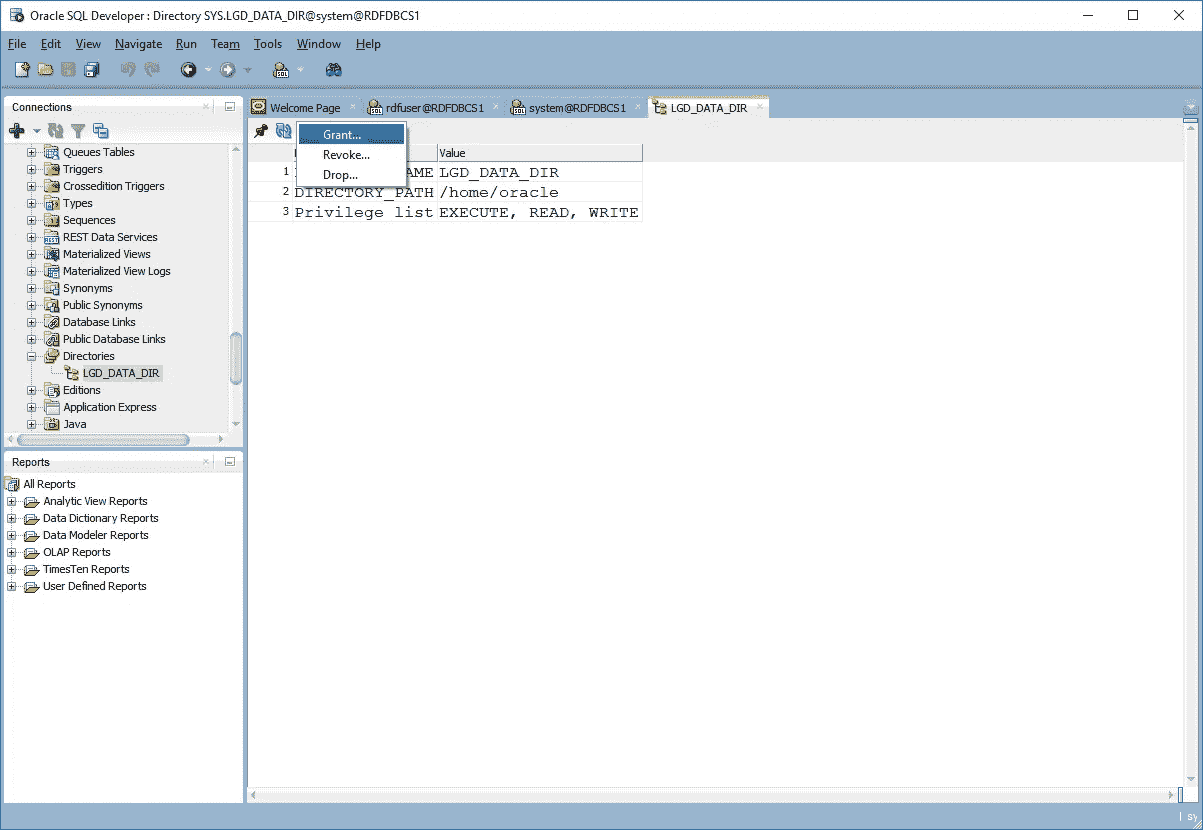 Oracle SQL Developer : Directory SYS.LGD_DATA_DIR@system@RDFDBCS1
File Edit View Navigate Run Team Tools Window Help
Connections
Queues Tables
Triggers
Crossedition Triggers
Types
Sequences
REST Data Services
Materialized Views
Materialized View Logs
Synonyms
Public Synonyms
Database Links
Public Database Links
Directories
LGD_DATA_DIR
Editions
Application Express
Java
Reports
All Reports
Analytic View Reports
Data Dictionary Reports
Data Modeler Reports
OLAP Reports
TimesTen Reports
User Defined Reports
Welcome Page rdfuser@RDFDBCS1 system@RDFDBCS1 LGD_DATA_DIR
Grant...
Revoke...
Drop...
Value
1 AME LGD_DATA_DIR
2 DIRECTORY_PATH /home/oracle
3 Privilege list EXECUTE, READ, WRITE
sy